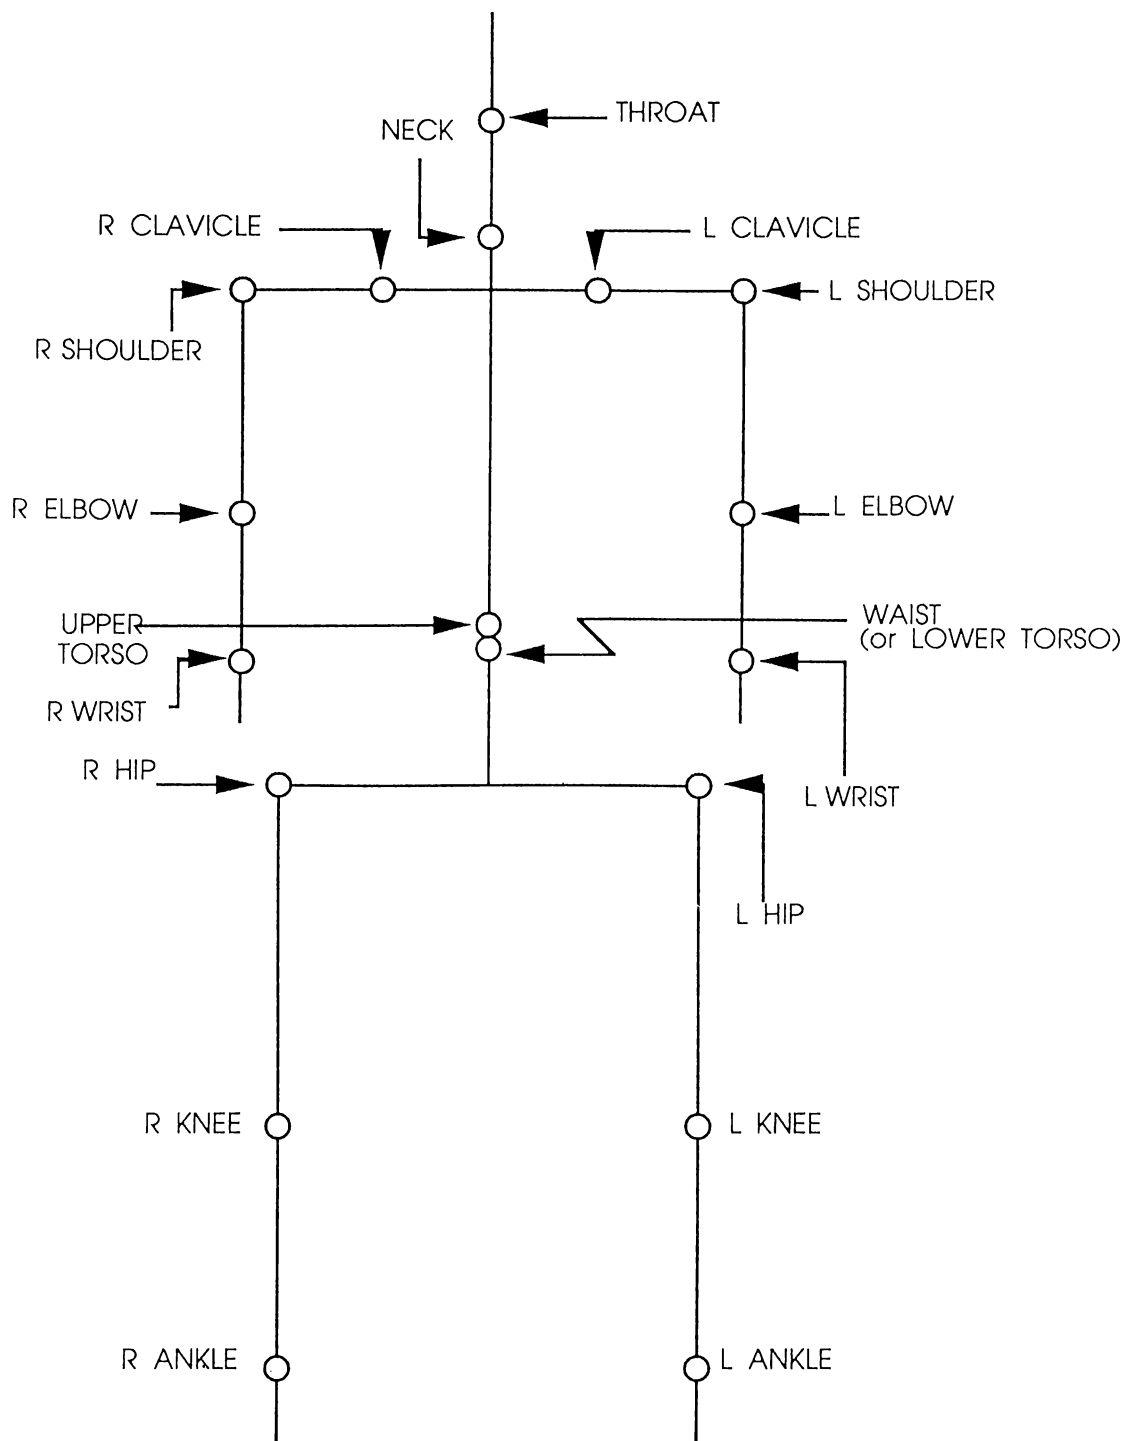 THROAT
NECK
R CLAVICLE
L CLAVICLE
L SHOULDER
R SHOULDER
R ELBOW
L ELBOW
UPPER
TORSO
WAIST
(or LOWER TORSO)
R WRIST
R HIP
L WRIST
L HIP
R KNEE
L KNEE
R ANKLE
L ANKLE